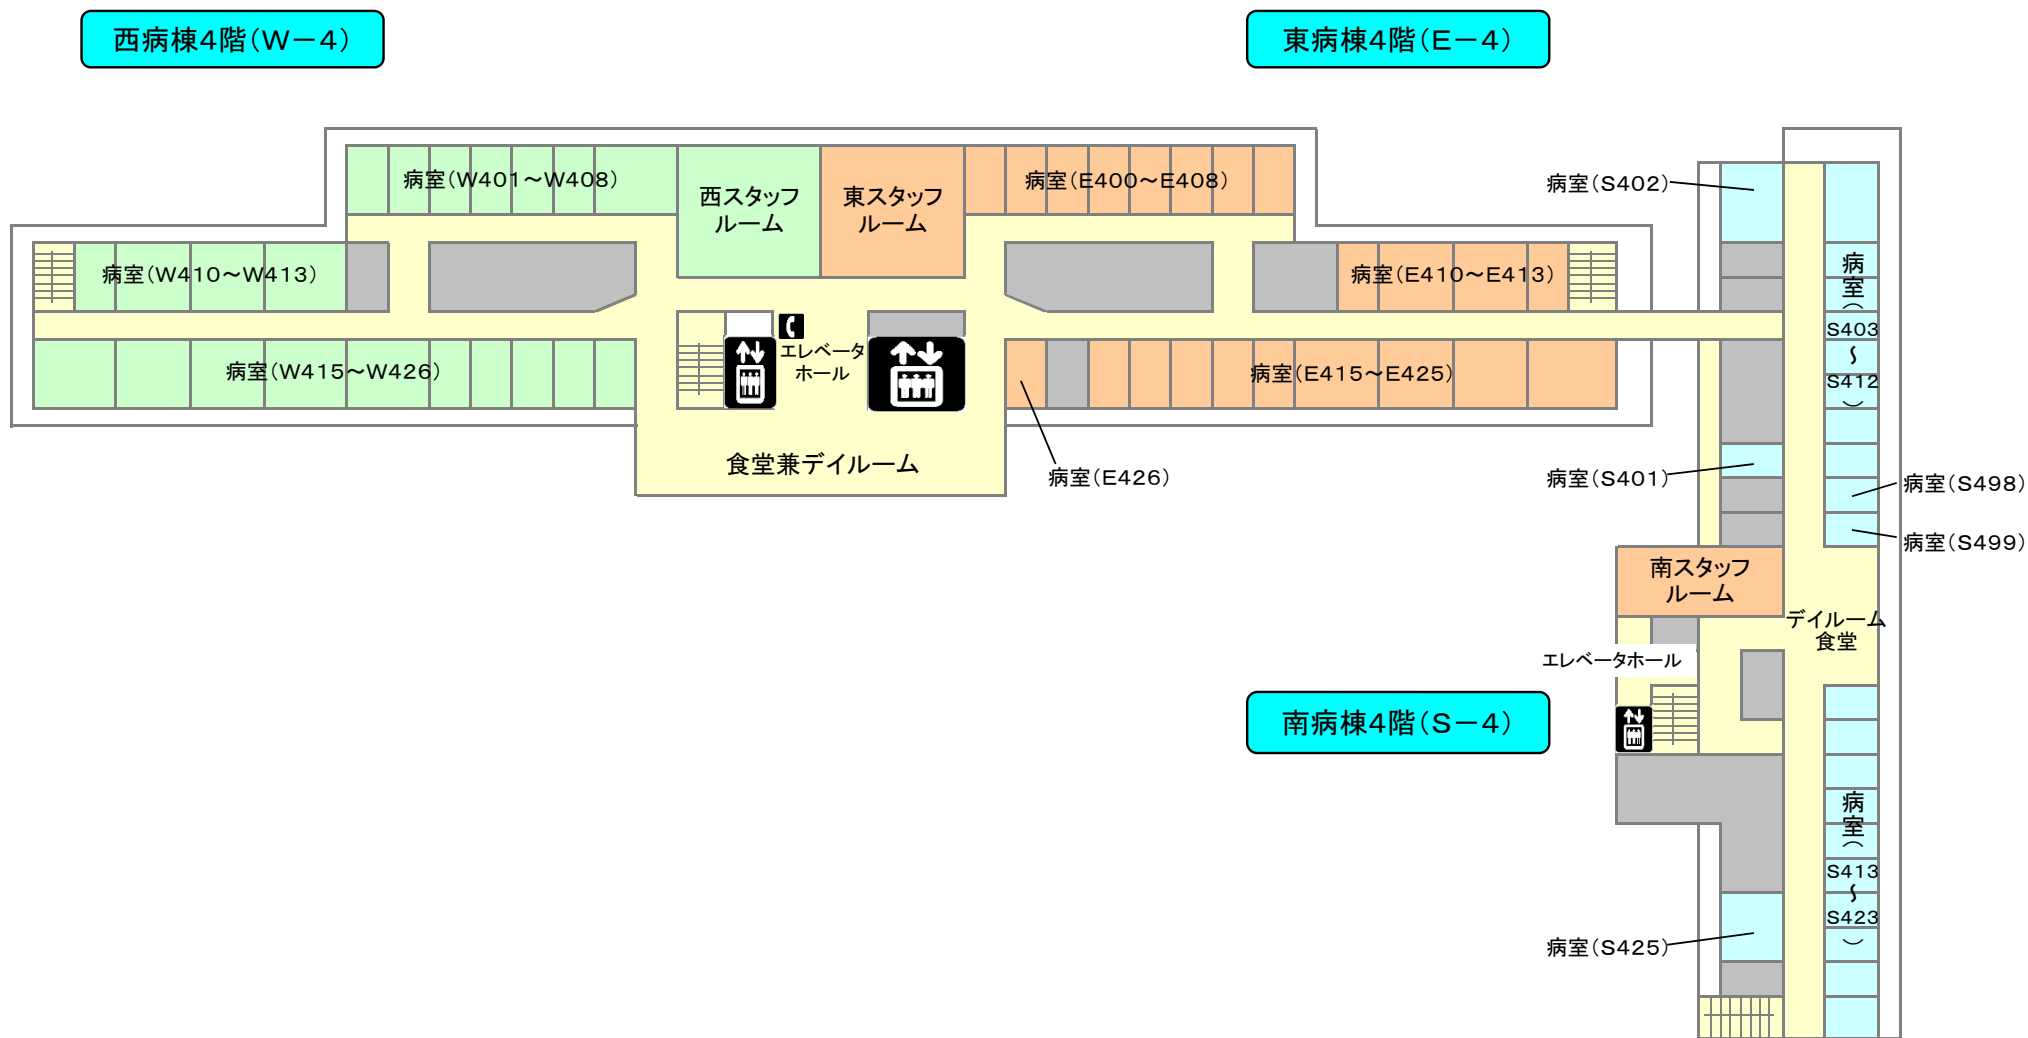 西病棟４階（Ｗ－４）
東病棟４階（Ｅ－４）
病室（W401～W408）
西スタッフ
ルーム
東スタッフ
ルーム
病室（E400～E408）
病室（S402）
病室（W410～W413）
病室（E410～E413）
病室（
S403
～
S412
）
エレベータ
ホール
病室（W415～W426）
病室（E415～E425）
食堂兼デイルーム
病室（E426）
病室（S401）
病室（S498）
病室（S499）
南スタッフ
ルーム
デイルーム
食堂
エレベータホール
南病棟４階（Ｓ－４）
病室（
S413
～
S423
）
病室（S425）